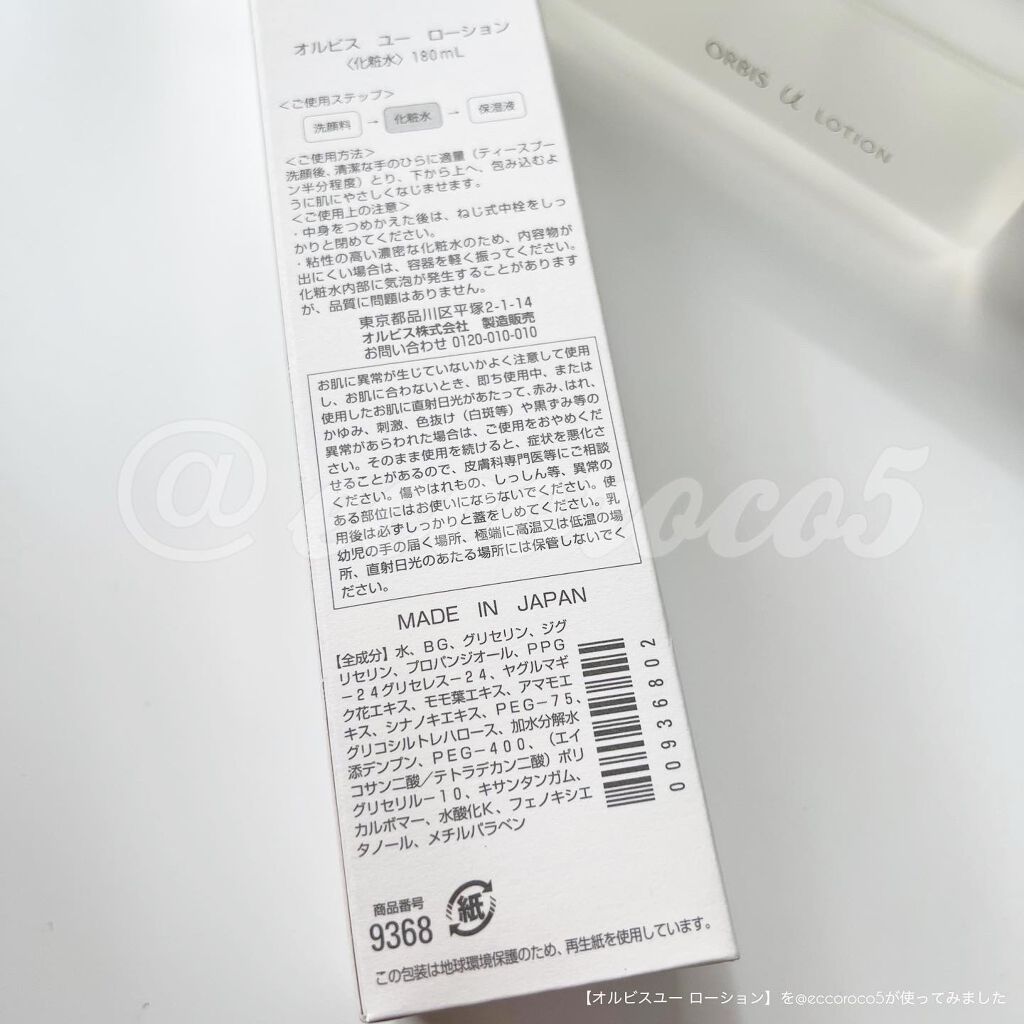 オルビス ユー ローション
〈化粧水〉180mL
<ご使用ステップ>
洗顔料 → 化粧水 → 保湿液
<ご使用方法>
洗顔後、清潔な手のひらに適量（ティースプー
ン半分程度）とり、下から上へ、包み込むよ
うに肌にやさしくなじませます。
<ご使用上の注意>
・中身をつめかえた後は、ねじ式中栓をしっ
かりと閉めてください。
・粘性の高い濃密な化粧水のため、内容物が
出にくい場合は、容器を軽く振ってください。
化粧水内部に気泡が発生することがあります
が、品質に問題はありません。
東京都品川区平塚2-1-14
オルビス株式会社 製造販売
お問い合わせ 0120-010-010
お肌に異常が生じていないかよく注意して使用
し、お肌に合わないとき、即ち使用中、または
使用したお肌に直射日光があたって、赤み、はれ、
かゆみ、刺激、色抜け（白斑等）や黒ずみ等の
異常があらわれた場合は、ご使用をおやめくだ
さい。そのまま使用を続けると、症状を悪化さ
せることがあるので、皮膚科専門医等にご相談
ください。傷やはれもの、しっしん等、異常の
ある部位にはお使いにならないでください。使
用後は必ずしっかりと蓋をしめてください。乳
幼児の手の届く場所、極端に高温又は低温の場
所、直射日光のあたる場所には保管しないでく
ださい。
MADE IN JAPAN
【全成分】水、BG、グリセリン、ジグ
リセリン、プロパンジオール、PPG
-24グリセレス-24、ヤグルマギ
ク花エキス、モモ葉エキス、アマモエ
キス、シナノキエキス、PEG-75、
グリコシルトレハロース、加水分解水
添デンプン、PEG-400、（エイ
コサン二酸／テトラデカン二酸）ポリ
グリセリル-10、キサンタンガム、
カルボマー、水酸化K、フェノキシエ
タノール、メチルパラベン
00936802
商品番号
9368
紙
この包装は地球環境保護のため、再生紙を使用しています。
ORBIS u LOTION
【オルビスユー ローション】を@eccoroco5が使ってみました